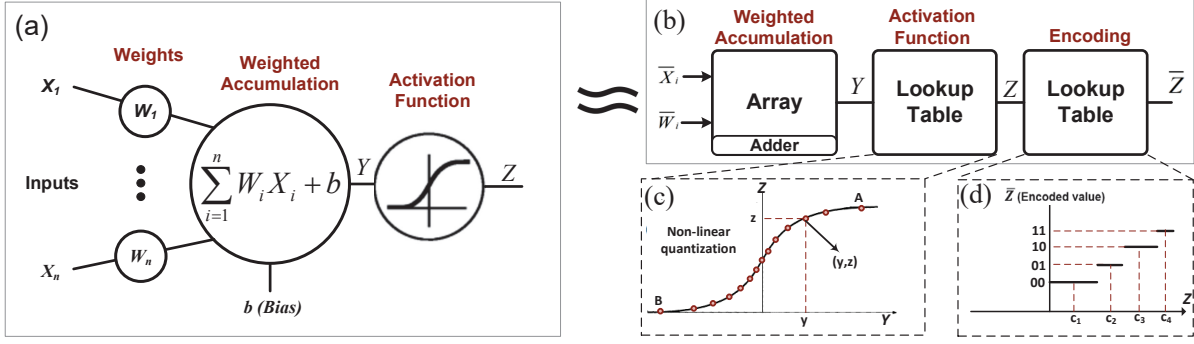 (a)
Weights
Weighted
Accumulation
Activation
Function
X₁
W₁
Inputs
∑ⁿᵢ₌₁ WᵢXᵢ + b
Y
Z
Xₙ
Wₙ
b (Bias)
≈
(b)
Weighted
Accumulation
Activation
Function
Encoding
X̅ᵢ
W̅ᵢ
Array
Adder
Y
Lookup
Table
Z
Lookup
Table
Z̅
(c)
Z
A
z
Non-linear
quantization
(y,z)
B
y
Y
(d)
Z̅ (Encoded value)
11
10
01
00
c₁ c₂ c₃ c₄
Z